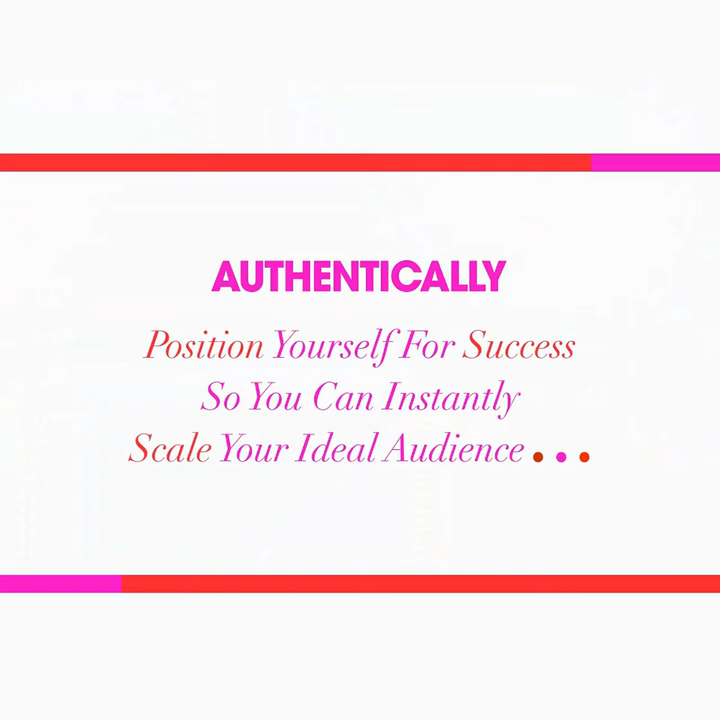 AUTHENTICALLY
Position Yourself For Success
So You Can Instantly
Scale Your Ideal Audience...